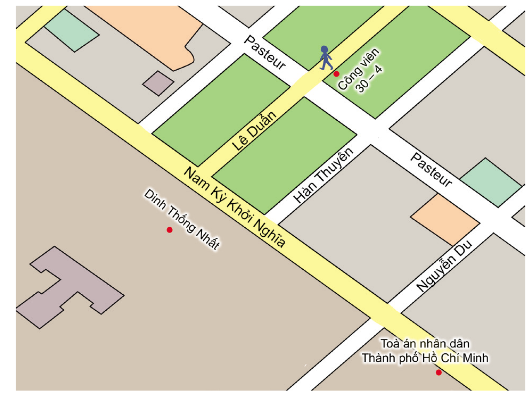 Pasteur
Công viên
30 – 4
Lê Duẩn
Hàn Thuyên
Pasteur
Nam Kỳ Khởi Nghĩa
Dinh Thống Nhất
Nguyễn Du
Toà án nhân dân
Thành phố Hồ Chí Minh